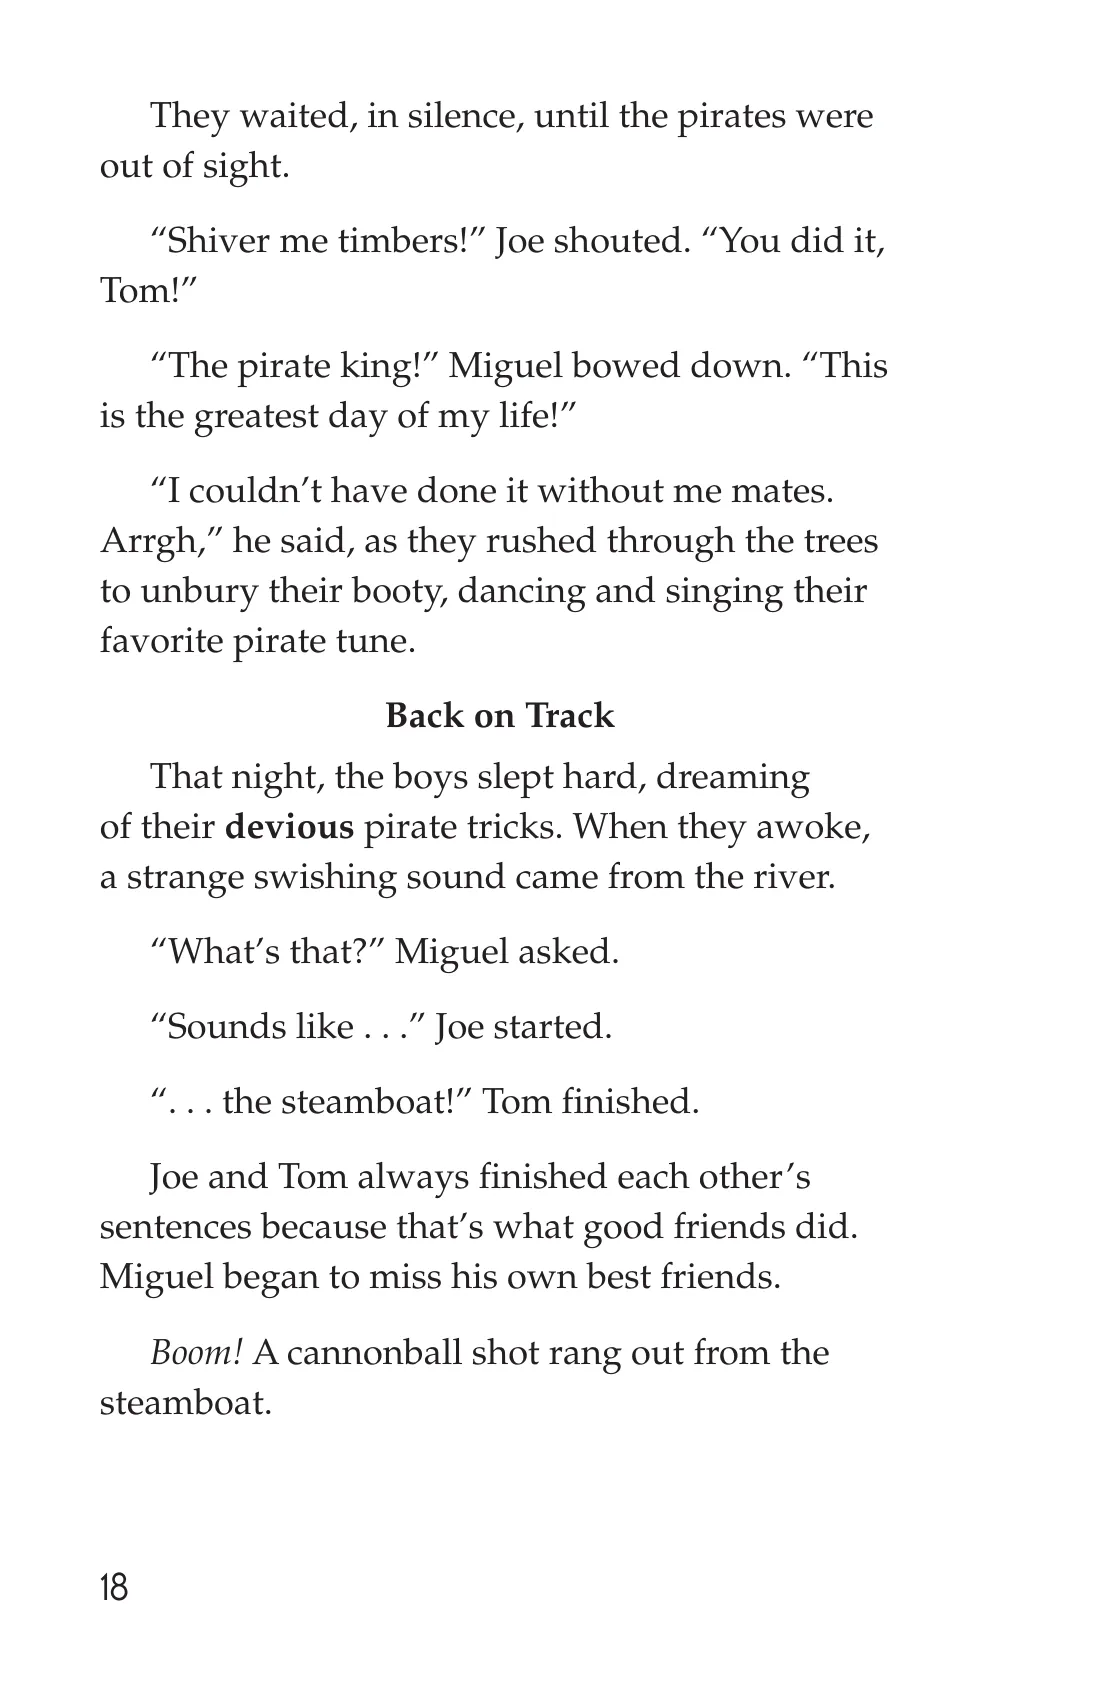 They waited, in silence, until the pirates were
out of sight.
“Shiver me timbers!” Joe shouted. “You did it,
Tom!”
“The pirate king!” Miguel bowed down. “This
is the greatest day of my life!”
“I couldn’t have done it without me mates.
Arrgh,” he said, as they rushed through the trees
to unbury their booty, dancing and singing their
favorite pirate tune.
Back on Track
That night, the boys slept hard, dreaming
of their devious pirate tricks. When they awoke,
a strange swishing sound came from the river.
“What’s that?” Miguel asked.
“Sounds like . . .” Joe started.
“. . . the steamboat!” Tom finished.
Joe and Tom always finished each other’s
sentences because that’s what good friends did.
Miguel began to miss his own best friends.
Boom! A cannonball shot rang out from the
steamboat.
18